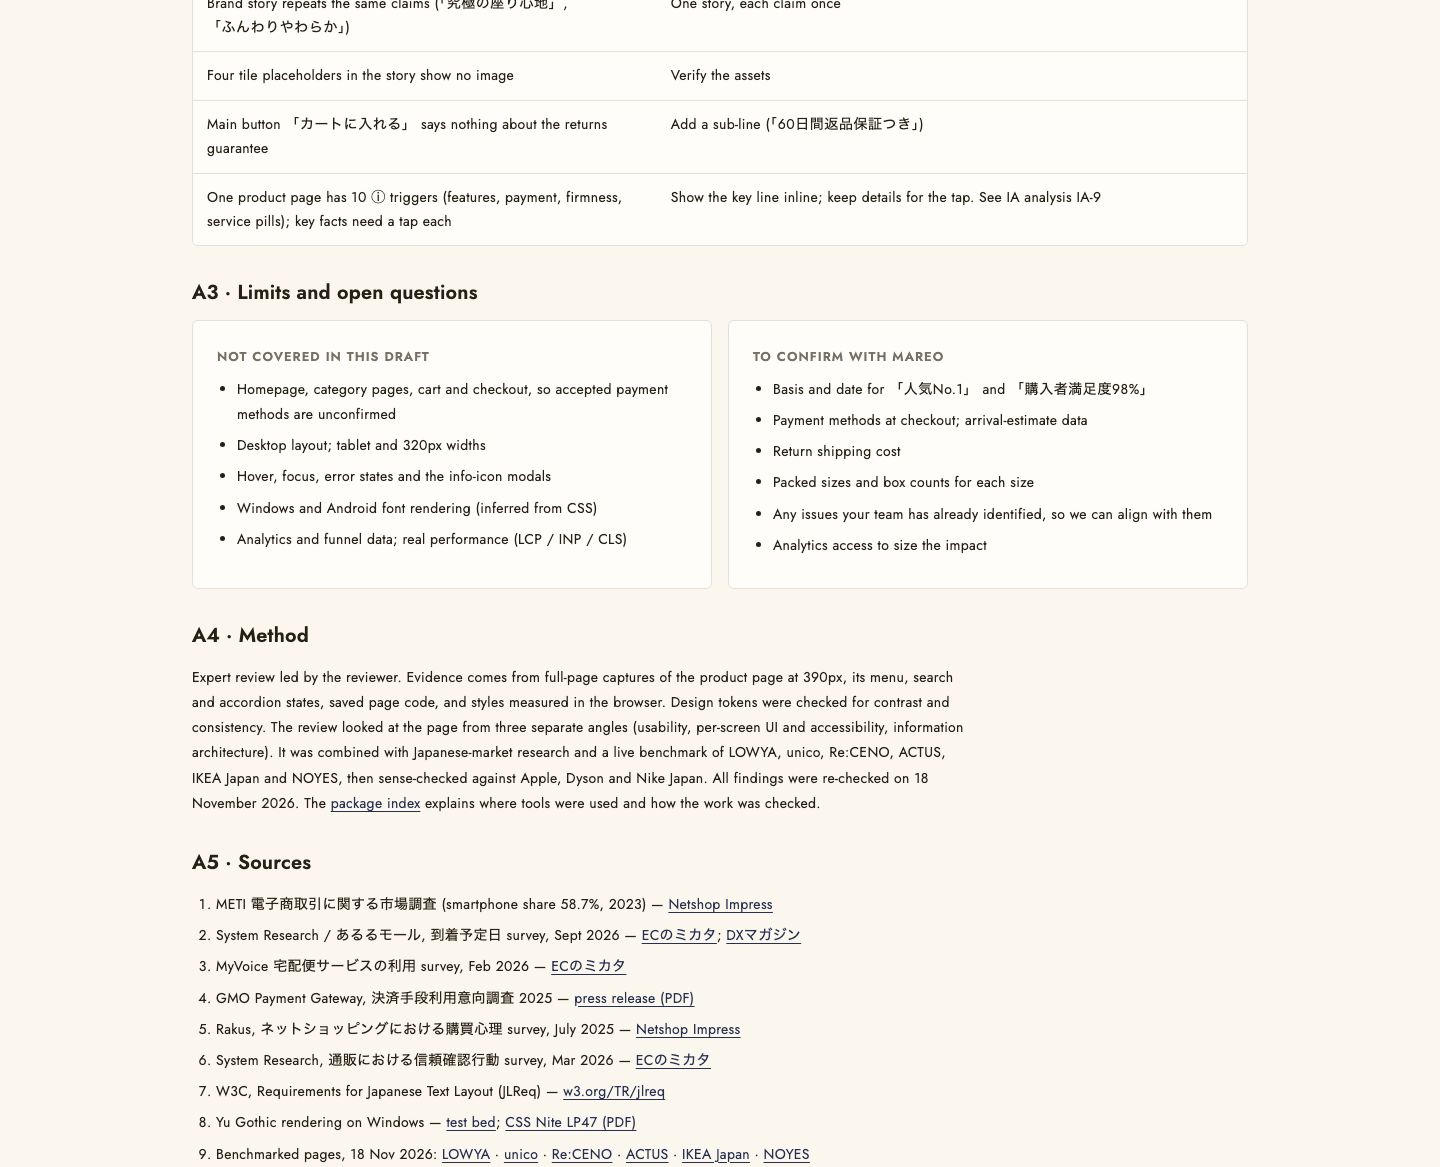 Brand story repeats the same claims (「究極の座り心地」,
「ふんわりやわらか」)
One story, each claim once
Four tile placeholders in the story show no image
Verify the assets
Main button 「カートに入れる」 says nothing about the returns
guarantee
Add a sub-line (「60日間返品保証つき」)
One product page has 10 ⓘ triggers (features, payment, firmness,
service pills); key facts need a tap each
Show the key line inline; keep details for the tap. See IA analysis IA-9
A3 · Limits and open questions
NOT COVERED IN THIS DRAFT
• Homepage, category pages, cart and checkout, so accepted payment
methods are unconfirmed
• Desktop layout; tablet and 320px widths
• Hover, focus, error states and the info-icon modals
• Windows and Android font rendering (inferred from CSS)
• Analytics and funnel data; real performance (LCP / INP / CLS)
TO CONFIRM WITH MAREO
• Basis and date for 「人気No.1」 and 「購入者満足度98%」
• Payment methods at checkout; arrival-estimate data
• Return shipping cost
• Packed sizes and box counts for each size
• Any issues your team has already identified, so we can align with them
• Analytics access to size the impact
A4 · Method
Expert review led by the reviewer. Evidence comes from full-page captures of the product page at 390px, its menu, search
and accordion states, saved page code, and styles measured in the browser. Design tokens were checked for contrast and
consistency. The review looked at the page from three separate angles (usability, per-screen UI and accessibility, information
architecture). It was combined with Japanese-market research and a live benchmark of LOWYA, unico, Re:CENO, ACTUS,
IKEA Japan and NOYES, then sense-checked against Apple, Dyson and Nike Japan. All findings were re-checked on 18
November 2026. The package index explains where tools were used and how the work was checked.
A5 · Sources
1. METI 電子商取引に関する市場調査 (smartphone share 58.7%, 2023) — Netshop Impress
2. System Research / あるるモール, 到着予定日 survey, Sept 2026 — ECのミカタ; DXマガジン
3. MyVoice 宅配便サービスの利用 survey, Feb 2026 — ECのミカタ
4. GMO Payment Gateway, 決済手段利用意向調査 2025 — press release (PDF)
5. Rakus, ネットショッピングにおける購買心理 survey, July 2025 — Netshop Impress
6. System Research, 通販における信頼確認行動 survey, Mar 2026 — ECのミカタ
7. W3C, Requirements for Japanese Text Layout (JLReq) — w3.org/TR/jlreq
8. Yu Gothic rendering on Windows — test bed; CSS Nite LP47 (PDF)
9. Benchmarked pages, 18 Nov 2026: LOWYA · unico · Re:CENO · ACTUS · IKEA Japan · NOYES